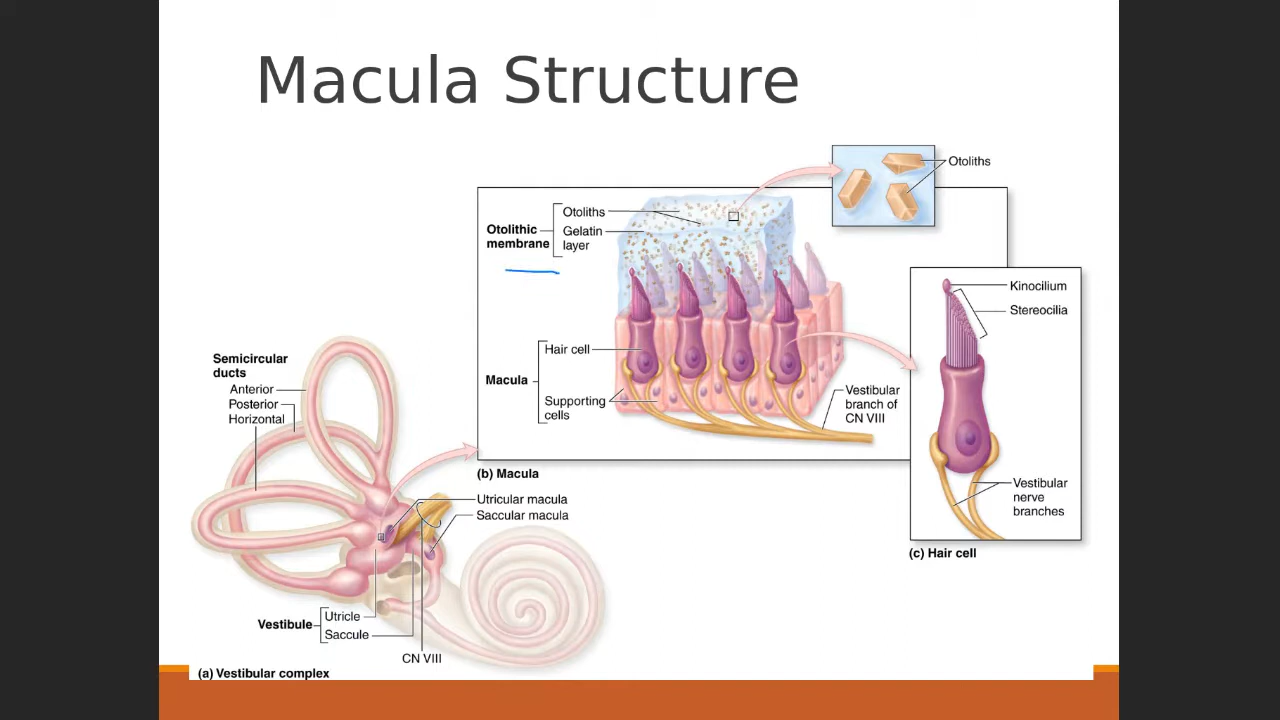 Macula Structure
Otoliths
Otolithic
membrane
Otoliths
Gelatin
layer
Kinocilium
Stereocilia
Hair cell
Macula
Supporting
cells
Vestibular
branch of
CN VIII
(b) Macula
Vestibular
nerve
branches
(c) Hair cell
Semicircular
ducts
Anterior
Posterior
Horizontal
Utricular macula
Saccular macula
Vestibule
Utricle
Saccule
CN VIII
(a) Vestibular complex